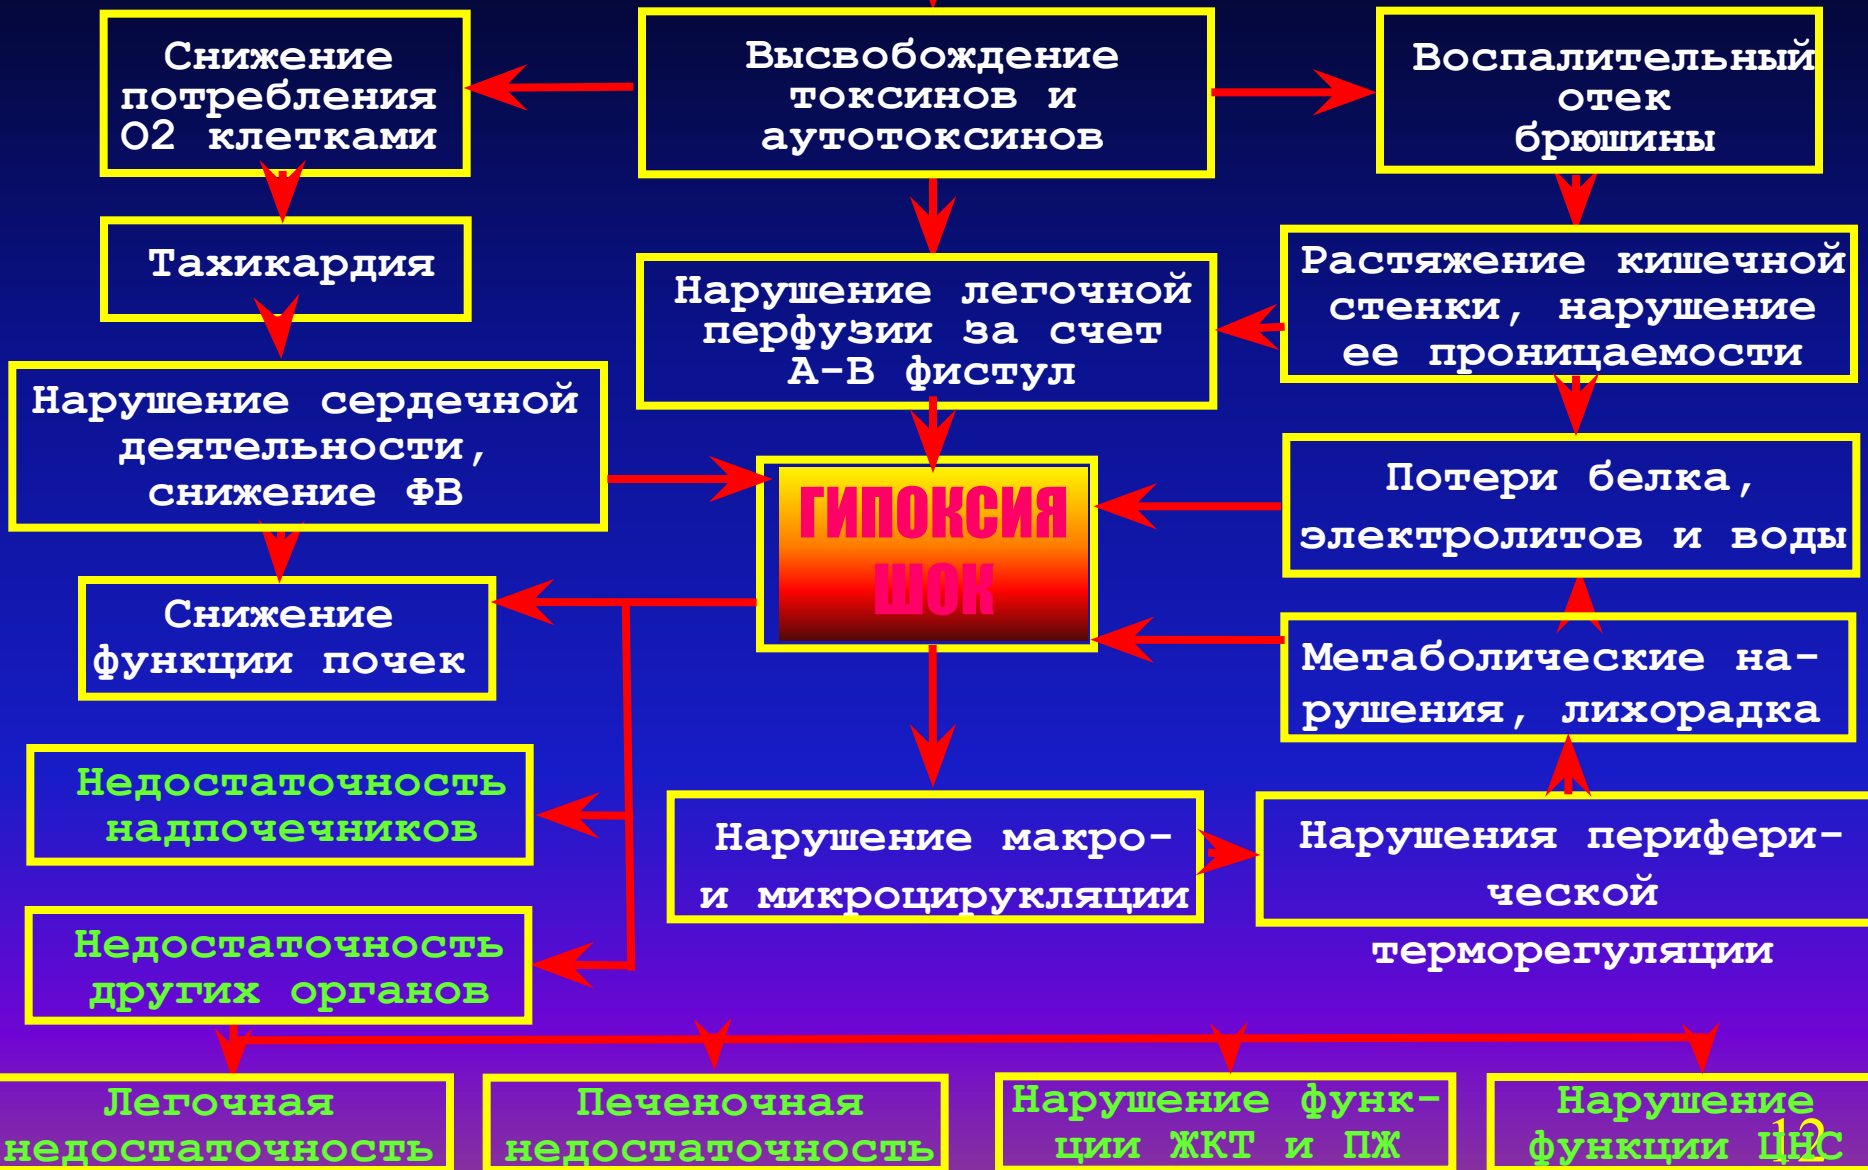 Снижение
потребления
О2 клетками
Высвобождение
токсинов и
аутотоксинов
Воспалительный
отек
брюшины
Тахикардия
Нарушение легочной
перфузии за счет
А-В фистул
Растяжение кишечной
стенки, нарушение
ее проницаемости
Нарушение сердечной
деятельности,
снижение ФВ
ГИПОКСИЯ
ШОК
Потери белка,
электролитов и воды
Снижение
функции почек
Метаболические на-
рушения, лихорадка
Недостаточность
надпочечников
Нарушение макро-
и микроцирукляции
Нарушения перифери-
ческой
терморегуляции
Недостаточность
других органов
Легочная
недостаточность
Печеночная
недостаточность
Нарушение функ-
ции ЖКТ и ПЖ
Нарушение
функции ЦНС
12